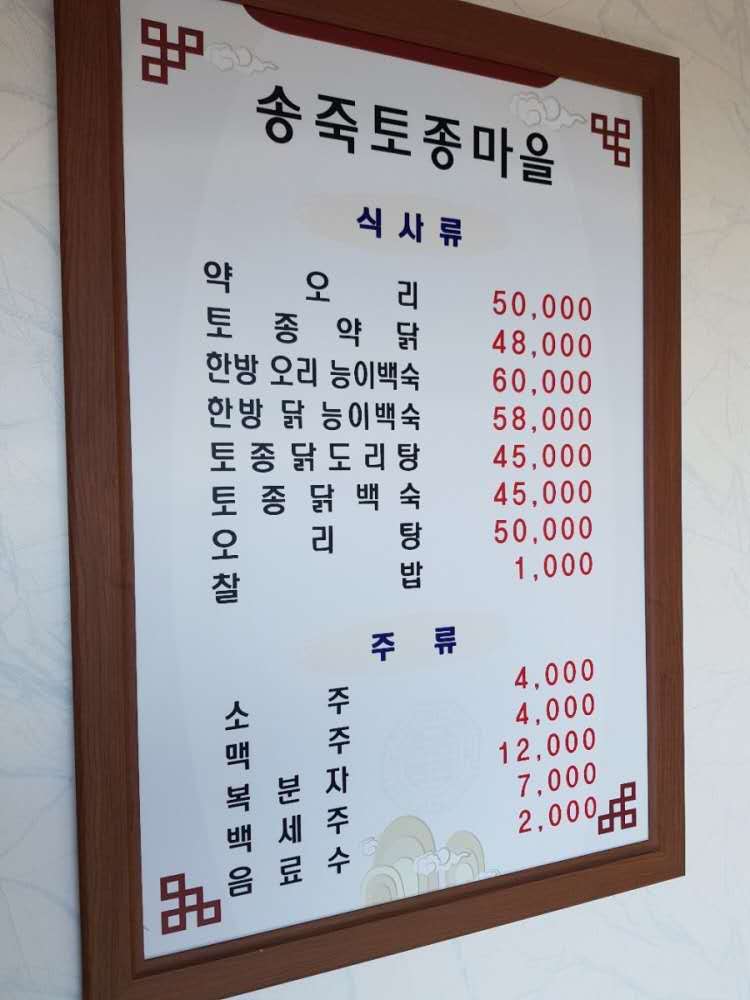 송죽토종마을
식사류
약 오 리 50,000
토 종 약 닭 48,000
한방 오리 능이백숙 60,000
한방 닭 능이백숙 58,000
토종닭도리탕 45,000
토 종 닭 백 숙 45,000
오 리 탕 50,000
찰 밥 1,000
주 류
소 주 4,000
맥 주 4,000
복 분 자 12,000
백 세 주 7,000
음 료 수 2,000